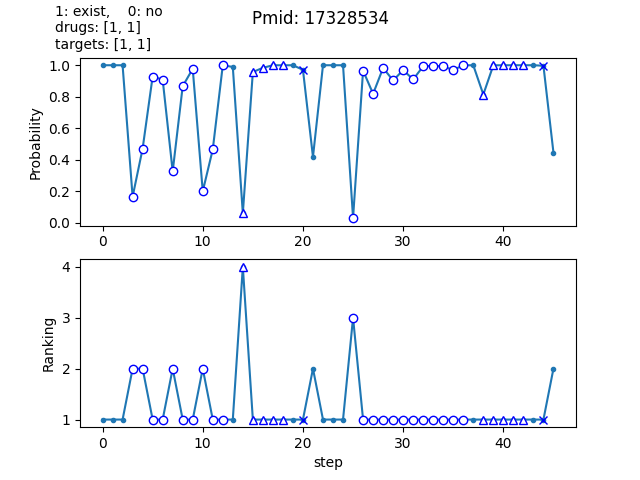 1: exist,    0: no
drugs: [1, 1]
targets: [1, 1]
Pmid: 17328534
Probability
1.0
0.8
0.6
0.4
0.2
0.0
0 10 20 30 40
Ranking
4
3
2
1
0 10 20 30 40
step